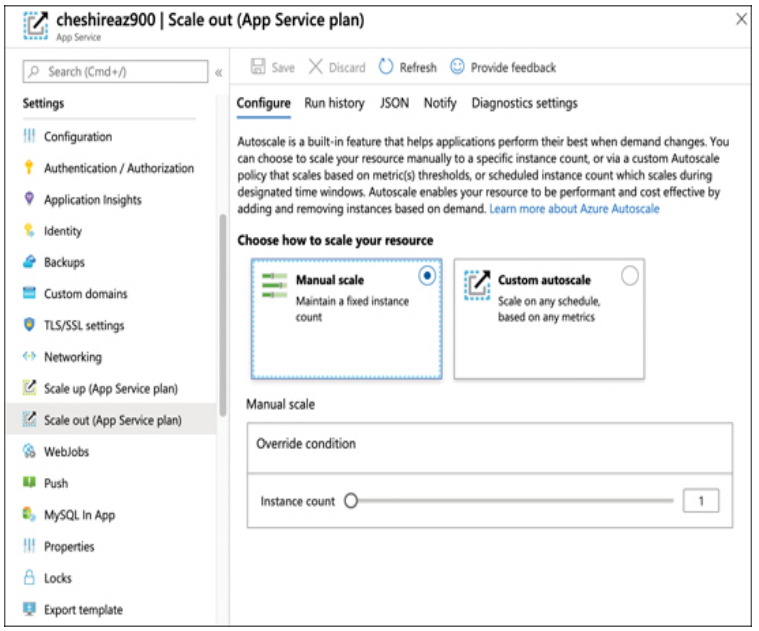 cheshireaz900 | Scale out (App Service plan)
App Service
Search (Cmd+/)
«
Settings
Configuration
Authentication / Authorization
Application Insights
Identity
Backups
Custom domains
TLS/SSL settings
Networking
Scale up (App Service plan)
Scale out (App Service plan)
WebJobs
Push
MySQL In App
Properties
Locks
Export template
Save Discard Refresh Provide feedback
Configure Run history JSON Notify Diagnostics settings
Autoscale is a built-in feature that helps applications perform their best when demand changes. You
can choose to scale your resource manually to a specific instance count, or via a custom Autoscale
policy that scales based on metric(s) thresholds, or scheduled instance count which scales during
designated time windows. Autoscale enables your resource to be performant and cost effective by
adding and removing instances based on demand. Learn more about Azure Autoscale
Choose how to scale your resource
Manual scale
Maintain a fixed instance
count
Custom autoscale
Scale on any schedule,
based on any metrics
Manual scale
Override condition
Instance count 1